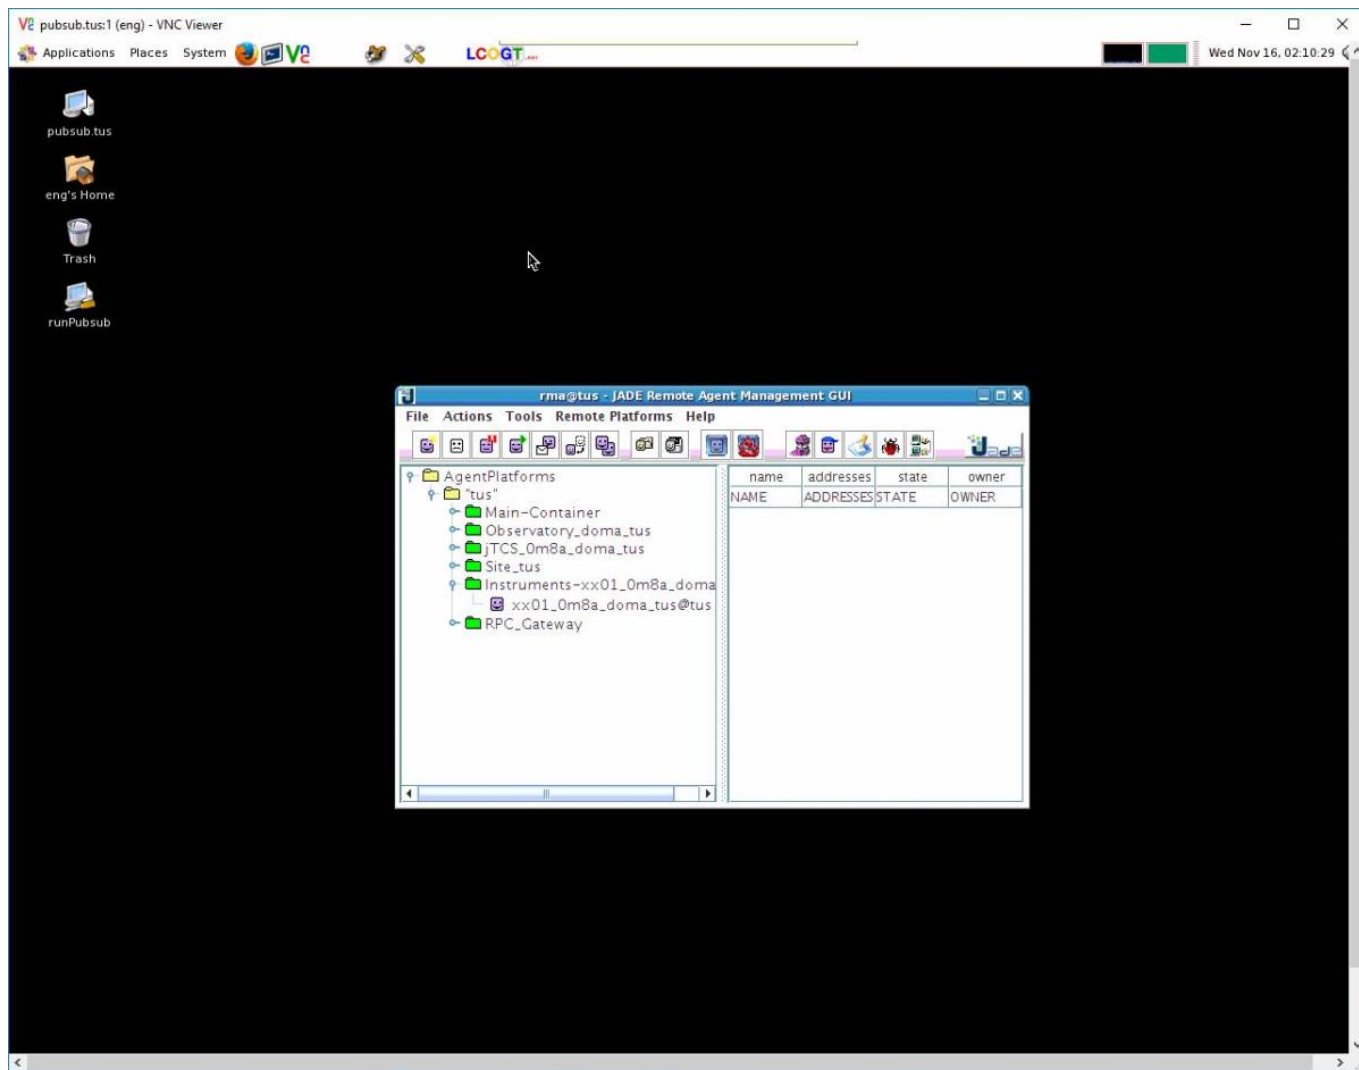 pubsub.tus:1 (eng) - VNC Viewer
Applications Places System LCOGT Wed Nov 16, 02:10:29
pubsub.tus
eng's Home
Trash
runPubsub
rma@tus - JADE Remote Agent Management GUI
File Actions Tools Remote Platforms Help
Jade
AgentPlatforms
"tus"
Main-Container
Observatory_doma_tus
jTCS_0m8a_doma_tus
Site_tus
Instruments-xx01_0m8a_doma
xx01_0m8a_doma_tus@tus
RPC_Gateway
name addresses state owner
NAME ADDRESSES STATE OWNER